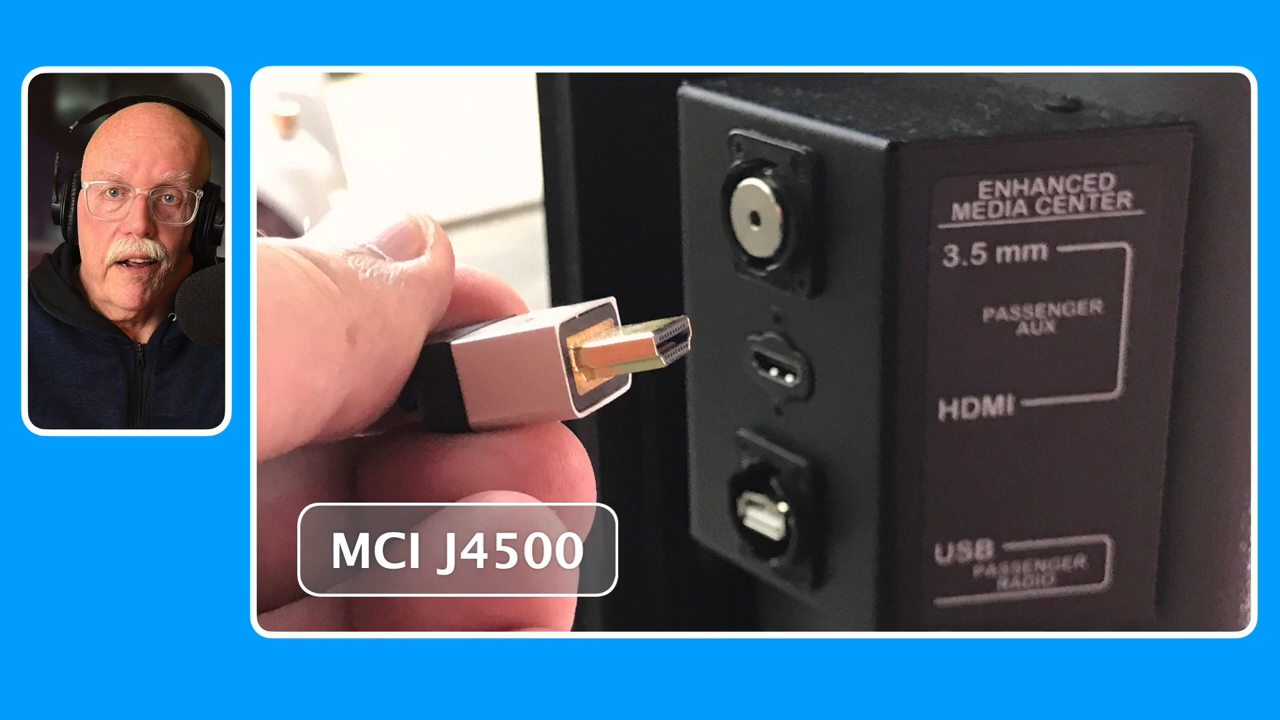 ENHANCED
MEDIA CENTER
3.5 mm
PASSENGER
AUX
HDMI
USB
PASSENGER
RADIO
MCI J4500